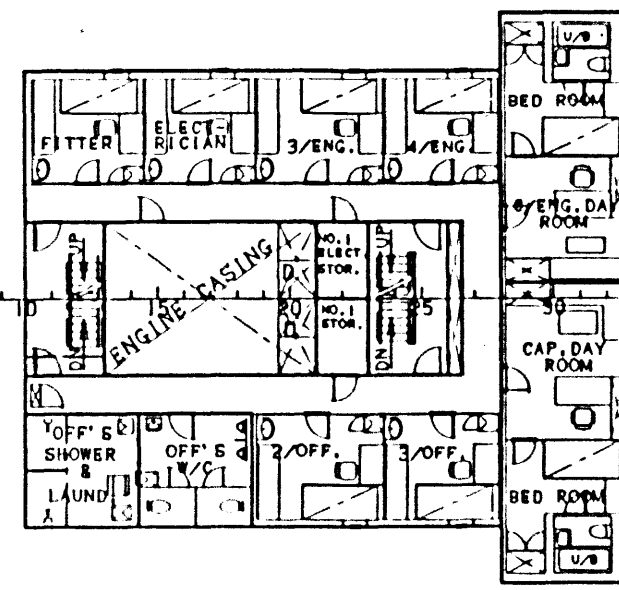 U/B
BED ROOM
FITTER
ELECT-
RICIAN
3/ENG.
4/ENG.
C/ENG. DAY
ROOM
UP
UP
NO.1
ELECT.
STOR.
ENGINE CASING
D.
10
15
20
25
30
NO.1
STOR.
DN
DN
CAP. DAY
ROOM
OFF'S
SHOWER
&
LAUND
OFF'S
W/C
2/OFF.
3/OFF.
BED ROOM
U/B